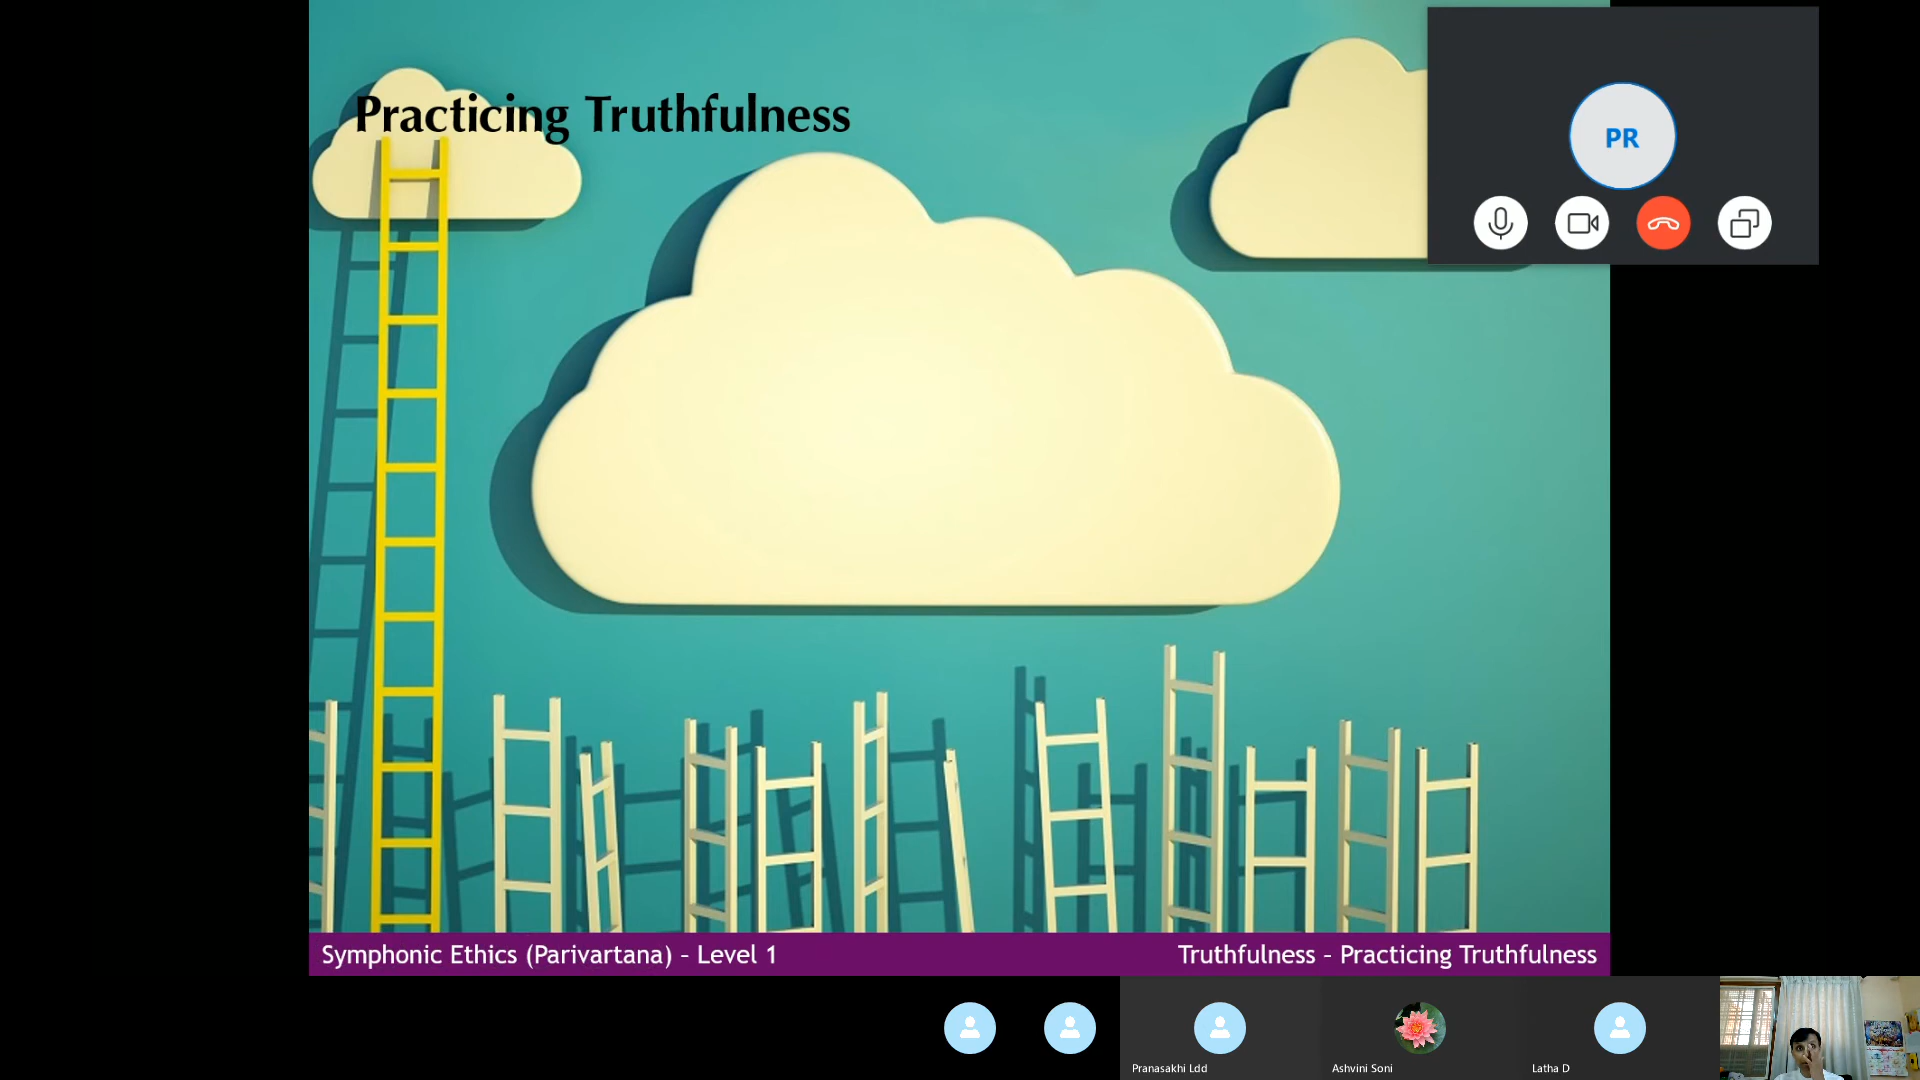 Practicing Truthfulness
PR
Symphonic Ethics (Parivartana) – Level 1
Truthfulness – Practicing Truthfulness
Pranasakhi Ldd
Ashvini Soni
Latha D